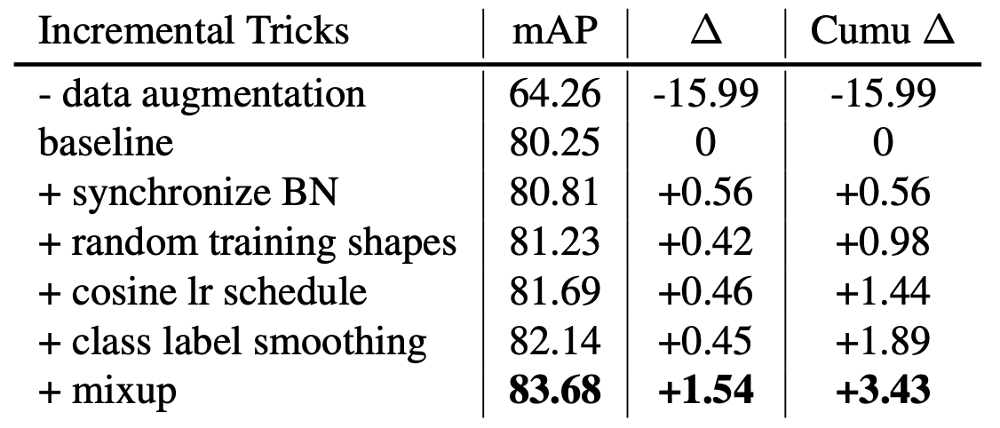 Incremental Tricks mAP Δ Cumu Δ
- data augmentation 64.26 -15.99 -15.99
baseline 80.25 0 0
+ synchronize BN 80.81 +0.56 +0.56
+ random training shapes 81.23 +0.42 +0.98
+ cosine lr schedule 81.69 +0.46 +1.44
+ class label smoothing 82.14 +0.45 +1.89
+ mixup 83.68 +1.54 +3.43